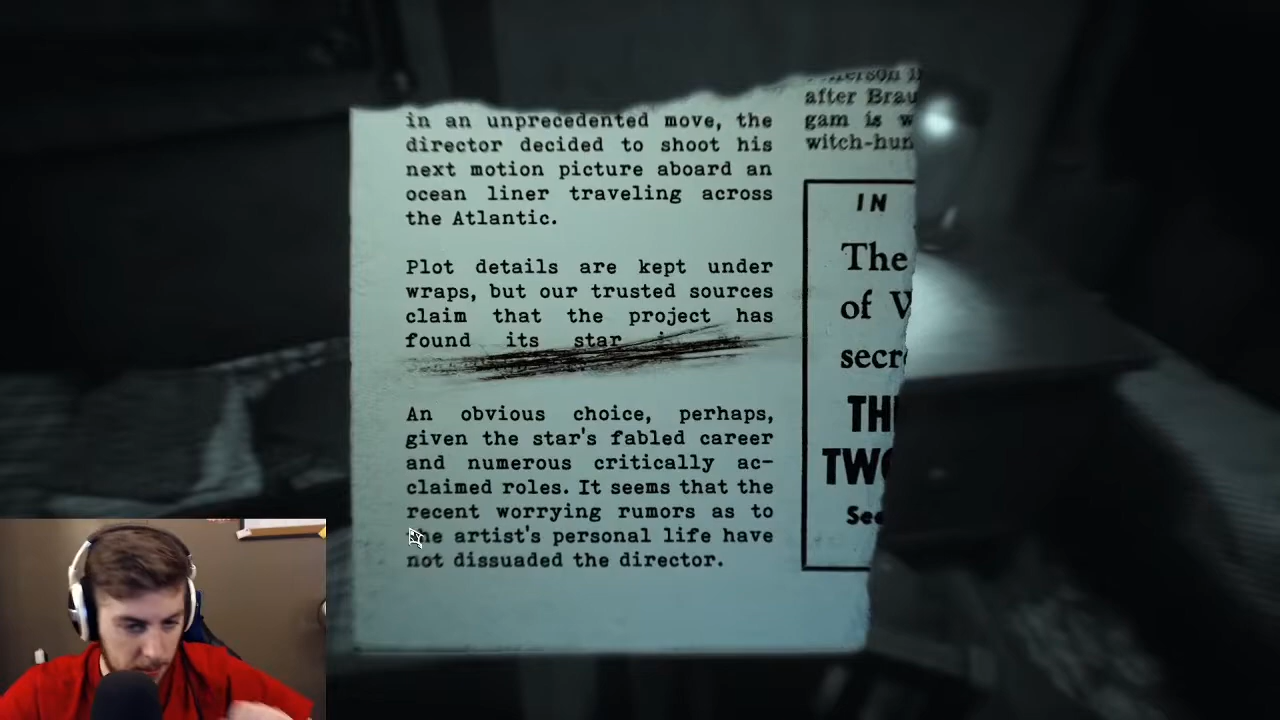 in an unprecedented move, the
director decided to shoot his
next motion picture aboard an
ocean liner traveling across
the Atlantic.
Plot details are kept under
wraps, but our trusted sources
claim that the project has
found its star
An obvious choice, perhaps,
given the star's fabled career
and numerous critically ac-
claimed roles. It seems that the
recent worrying rumors as to
the artist's personal life have
not dissuaded the director.
after Brau
gam is w
witch-hun
IN
The
of
secr
TH
TWO
See